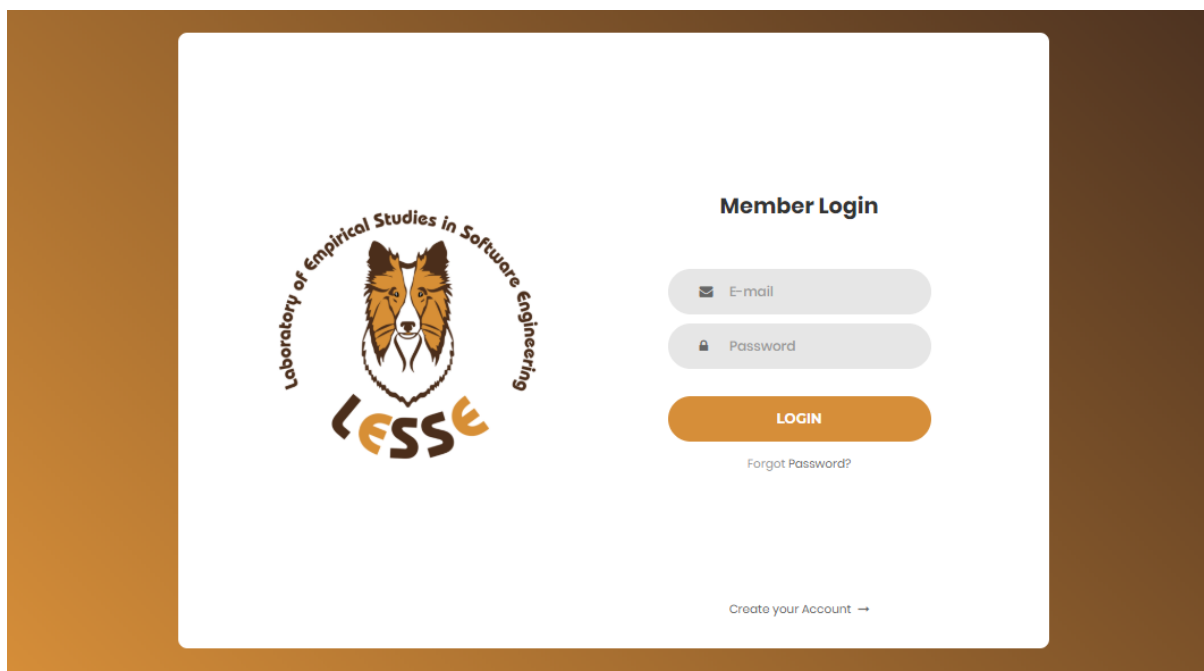 Laboratory of Empirical Studies in Software Engineering
LESSE
Member Login
E-mail
Password
LOGIN
Forgot Password?
Create your Account →